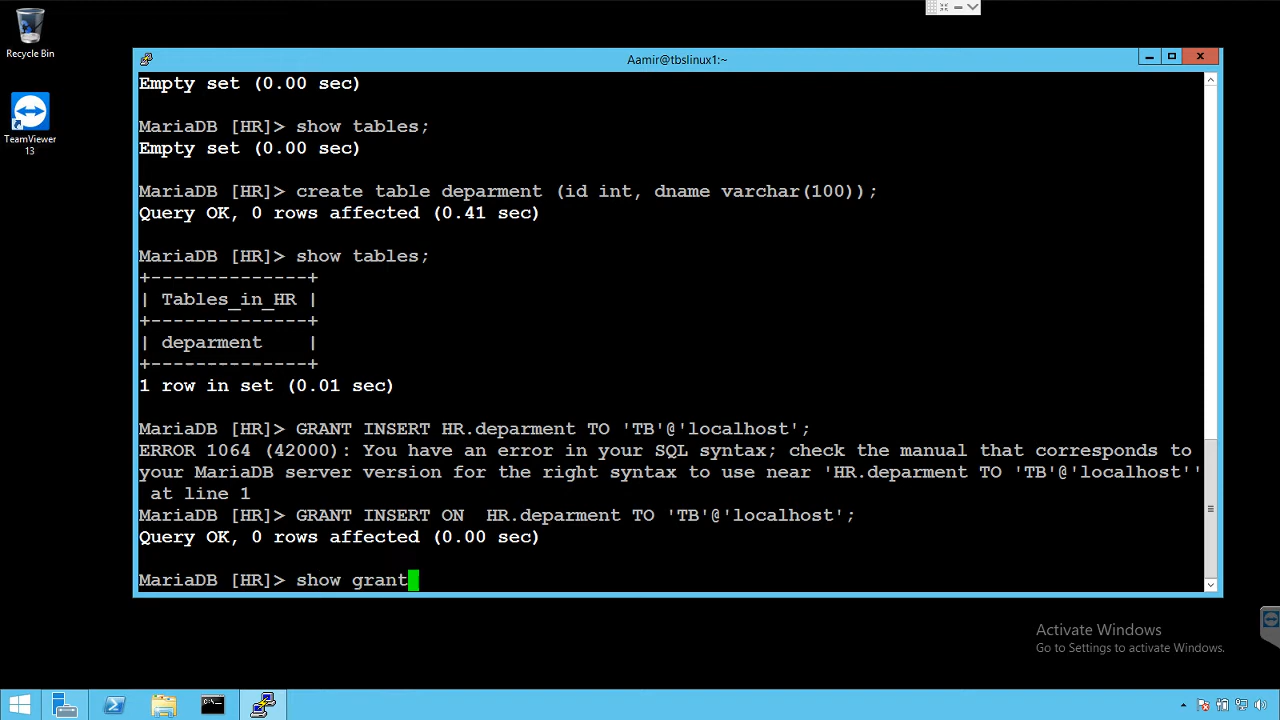 Recycle Bin
TeamViewer
13
Aamir@tbslinux1:~
Empty set (0.00 sec)
MariaDB [HR]> show tables;
Empty set (0.00 sec)
MariaDB [HR]> create table deparment (id int, dname varchar(100));
Query OK, 0 rows affected (0.41 sec)
MariaDB [HR]> show tables;
+--------------+
| Tables_in_HR |
+--------------+
| deparment    |
+--------------+
1 row in set (0.01 sec)
MariaDB [HR]> GRANT INSERT HR.deparment TO 'TB'@'localhost';
ERROR 1064 (42000): You have an error in your SQL syntax; check the manual that corresponds to
your MariaDB server version for the right syntax to use near 'HR.deparment TO 'TB'@'localhost''
at line 1
MariaDB [HR]> GRANT INSERT ON  HR.deparment TO 'TB'@'localhost';
Query OK, 0 rows affected (0.00 sec)
MariaDB [HR]> show grant
Activate Windows
Go to Settings to activate Windows.